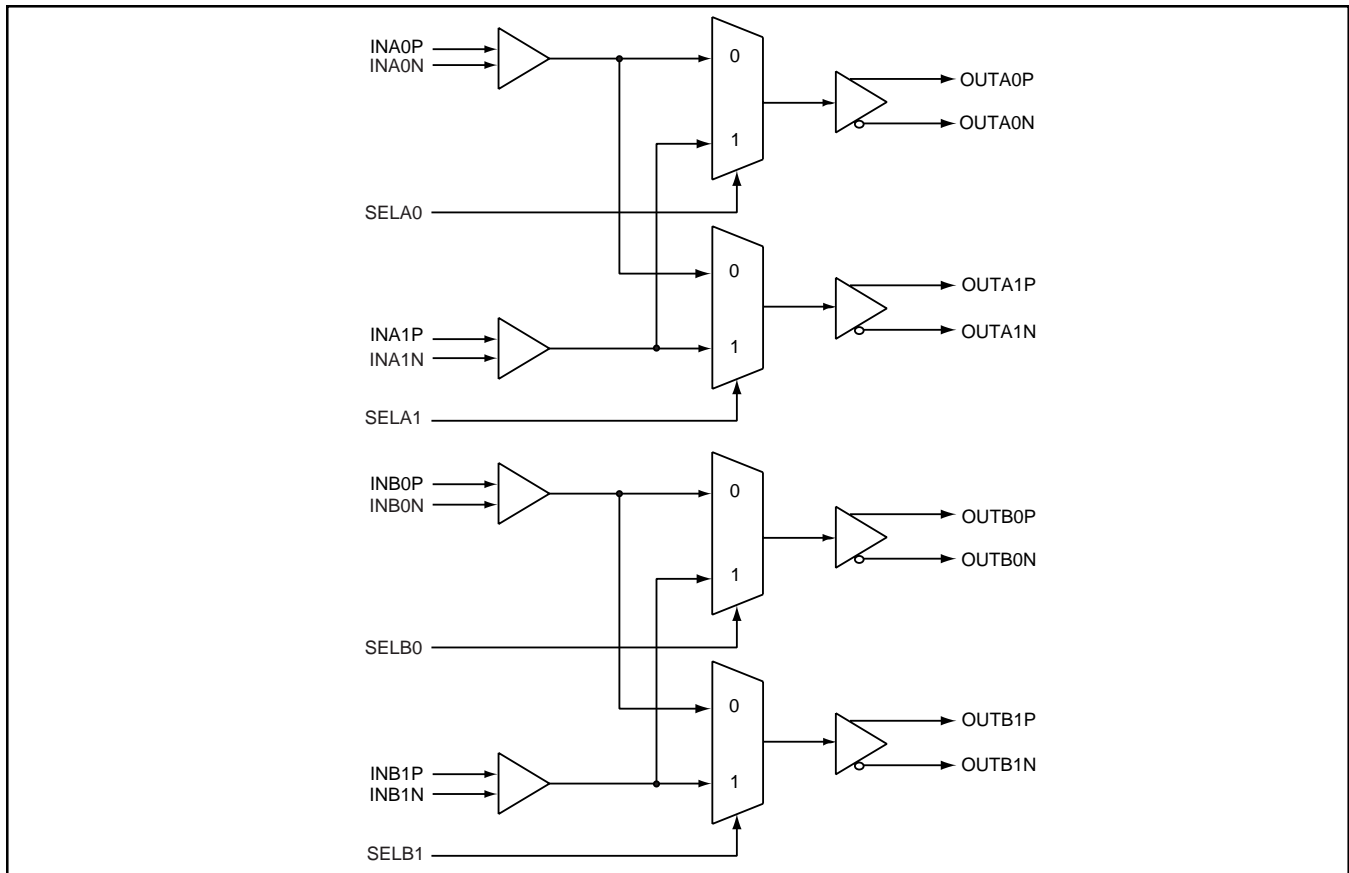 INA0P
INA0N
0
1
OUTA0P
OUTA0N
SELA0
0
1
OUTA1P
OUTA1N
INA1P
INA1N
SELA1
INB0P
INB0N
0
1
OUTB0P
OUTB0N
SELB0
0
1
OUTB1P
OUTB1N
INB1P
INB1N
SELB1